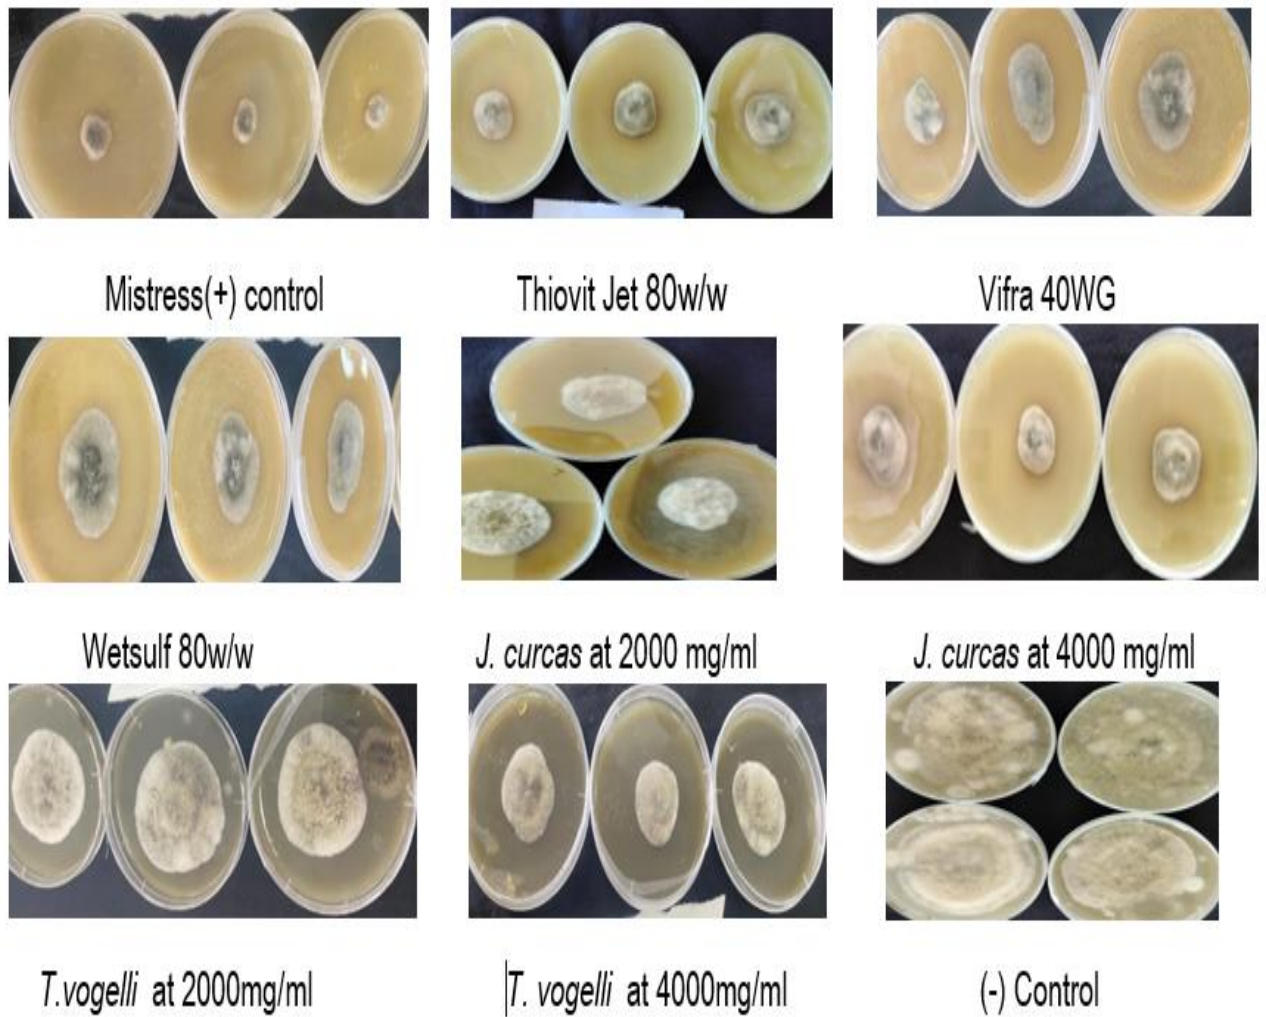 Mistress(+) control
Thiovit Jet 80w/w
Vifra 40WG
Wetsulf 80w/w
J. curcas at 2000 mg/ml
J. curcas at 4000 mg/ml
T.vogelli at 2000mg/ml
T. vogelli at 4000mg/ml
(-) Control